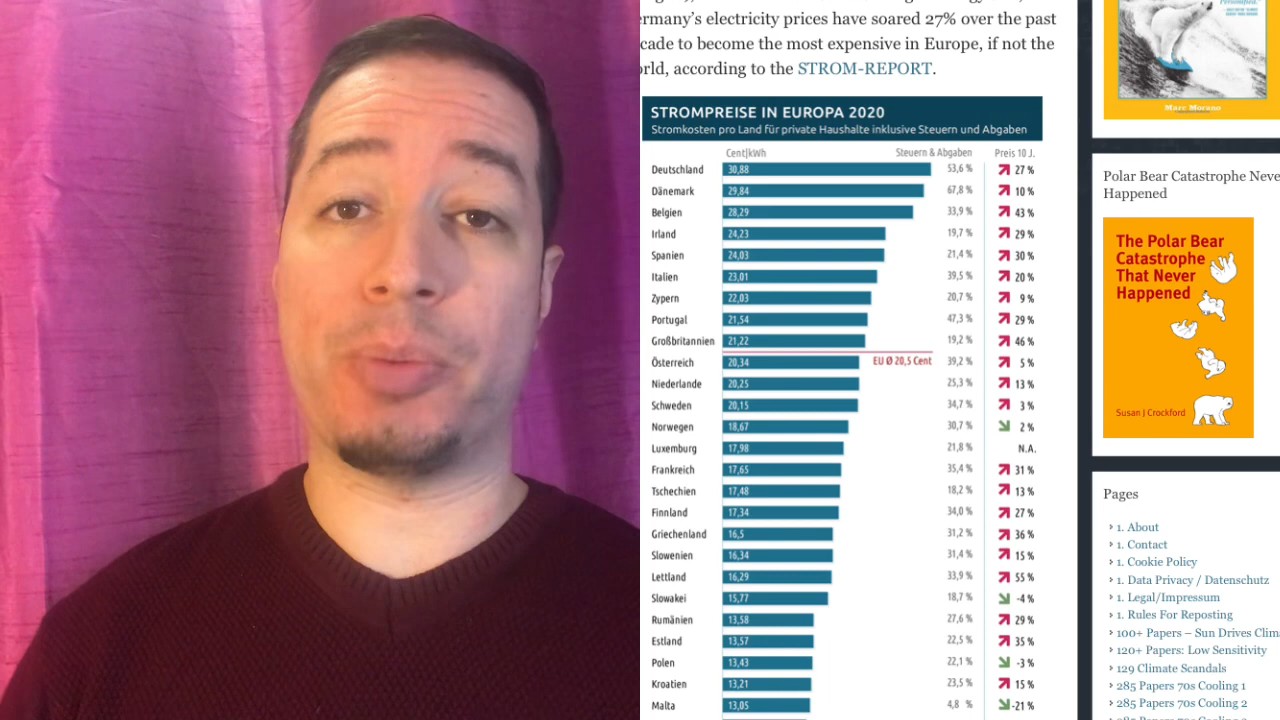 ermany's electricity prices have soared 27% over the past
cade to become the most expensive in Europe, if not the
orld, according to the STROM-REPORT.
STROMPREISE IN EUROPA 2020
Stromkosten pro Land für private Haushalte inklusive Steuern und Abgaben
Cent|kWh Steuern & Abgaben Preis 10 J.
Deutschland 30,88 53,6 % 27 %
Dänemark 29,84 67,8 % 10 %
Belgien 28,29 33,9 % 43 %
Irland 24,23 19,7 % 29 %
Spanien 24,03 21,4 % 30 %
Italien 23,01 39,5 % 20 %
Zypern 22,03 20,7 % 9 %
Portugal 21,54 47,3 % 29 %
Großbritannien 21,22 19,2 % 46 %
Österreich 20,34 EU Ø 20,5 Cent 39,2 % 5 %
Niederlande 20,25 25,3 % 13 %
Schweden 20,15 34,7 % 3 %
Norwegen 18,67 30,7 % 2 %
Luxemburg 17,98 21,8 % N.A.
Frankreich 17,65 35,4 % 31 %
Tschechien 17,48 18,2 % 13 %
Finnland 17,34 34,0 % 27 %
Griechenland 16,5 31,2 % 36 %
Slowenien 16,34 31,4 % 15 %
Lettland 16,29 33,9 % 55 %
Slowakei 15,77 18,7 % -4 %
Rumänien 13,58 27,6 % 29 %
Estland 13,57 22,5 % 35 %
Polen 13,43 22,1 % -3 %
Kroatien 13,21 23,5 % 15 %
Malta 13,05 4,8 % -21 %
Marc Morano
Polar Bear Catastrophe Neve
Happened
The Polar Bear
Catastrophe
That Never
Happened
Susan J Crockford
Pages
1. About
1. Contact
1. Cookie Policy
1. Data Privacy / Datenschutz
1. Legal/Impressum
1. Rules For Reposting
100+ Papers – Sun Drives Clim
120+ Papers: Low Sensitivity
129 Climate Scandals
285 Papers 70s Cooling 1
285 Papers 70s Cooling 2